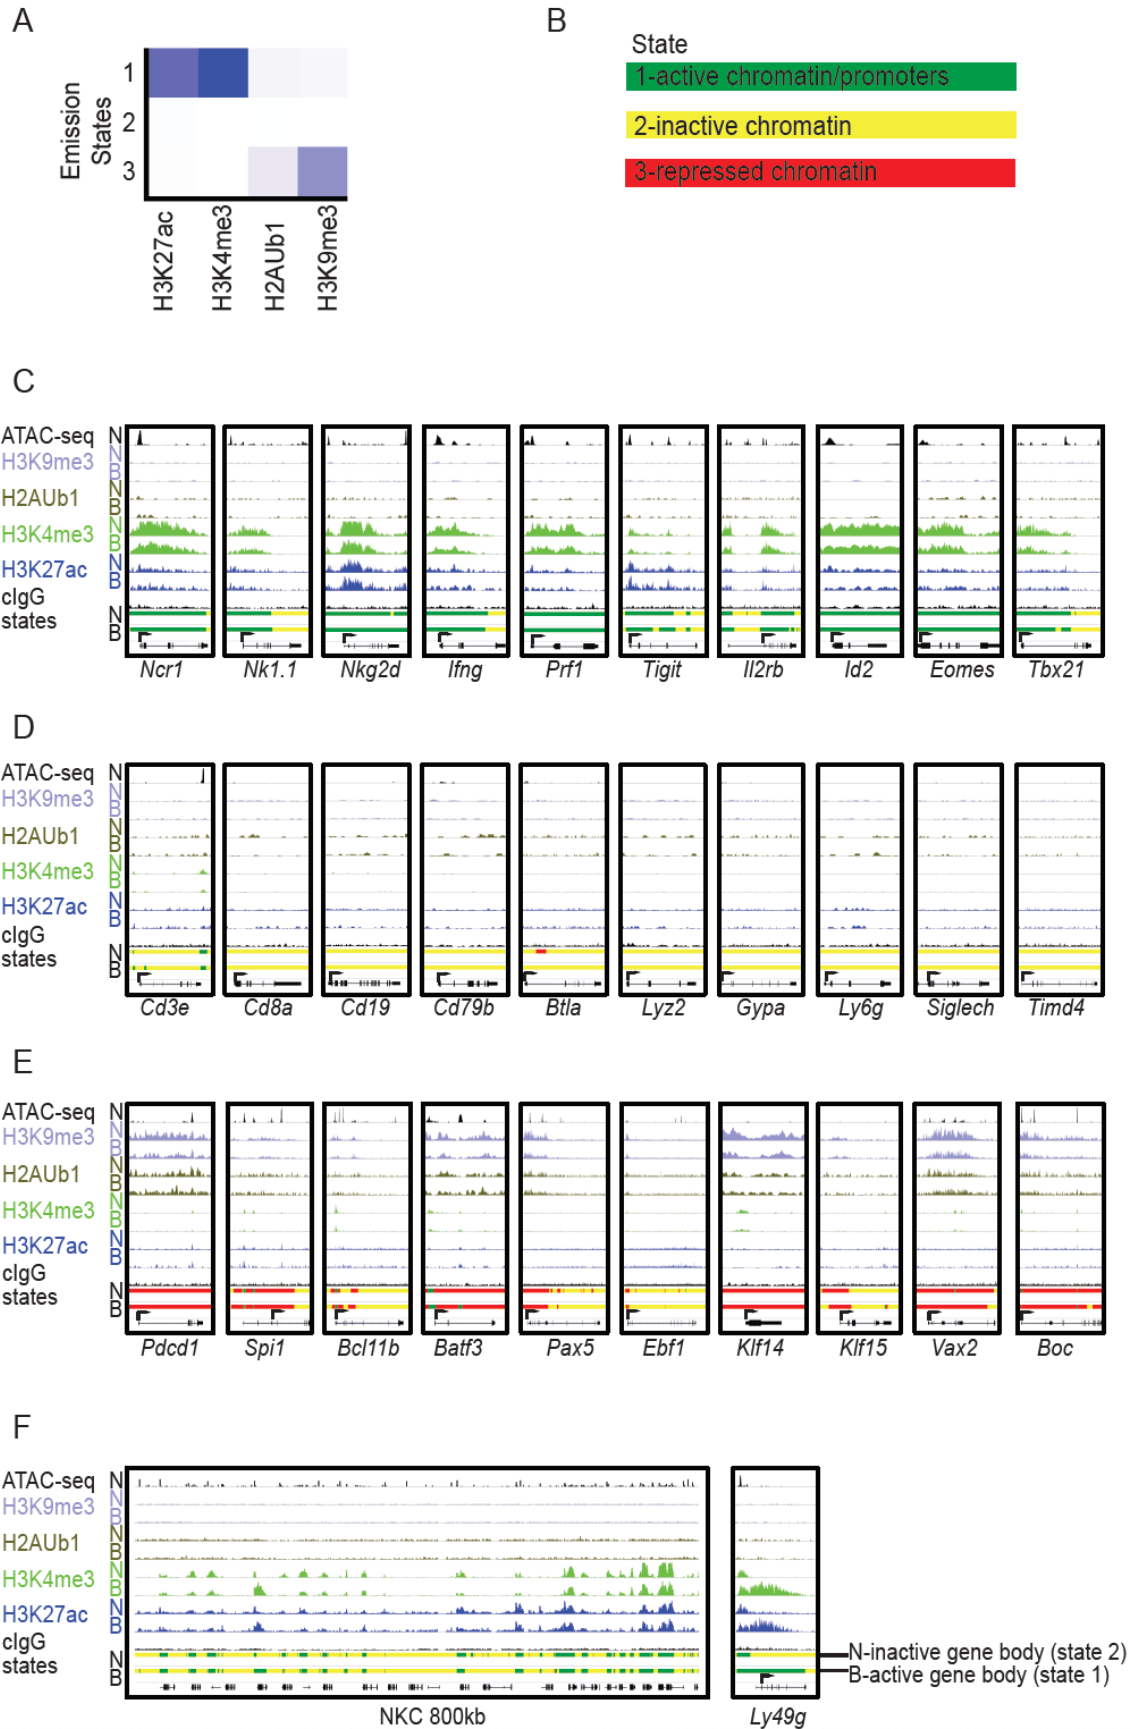 A
B
Emission States
1
2
3
H3K27ac
H3K4me3
H2AUb1
H3K9me3
State
1-active chromatin/promoters
2-inactive chromatin
3-repressed chromatin
C
ATAC-seq N
H3K9me3 N B
H2AUb1 N B
H3K4me3 N B
H3K27ac N B
cIgG
states N B
Ncr1 Nk1.1 Nkg2d Ifng Prf1 Tigit Il2rb Id2 Eomes Tbx21
D
ATAC-seq N
H3K9me3 N B
H2AUb1 N B
H3K4me3 N B
H3K27ac N B
cIgG
states N B
Cd3e Cd8a Cd19 Cd79b Btla Lyz2 Gypa Ly6g Siglech Timd4
E
ATAC-seq N
H3K9me3 N B
H2AUb1 N B
H3K4me3 N B
H3K27ac N B
cIgG
states N B
Pdcd1 Spi1 Bcl11b Batf3 Pax5 Ebf1 Klf14 Klf15 Vax2 Boc
F
ATAC-seq N
H3K9me3 N B
H2AUb1 N B
H3K4me3 N B
H3K27ac N B
cIgG
states N B
N-inactive gene body (state 2)
B-active gene body (state 1)
NKC 800kb Ly49g